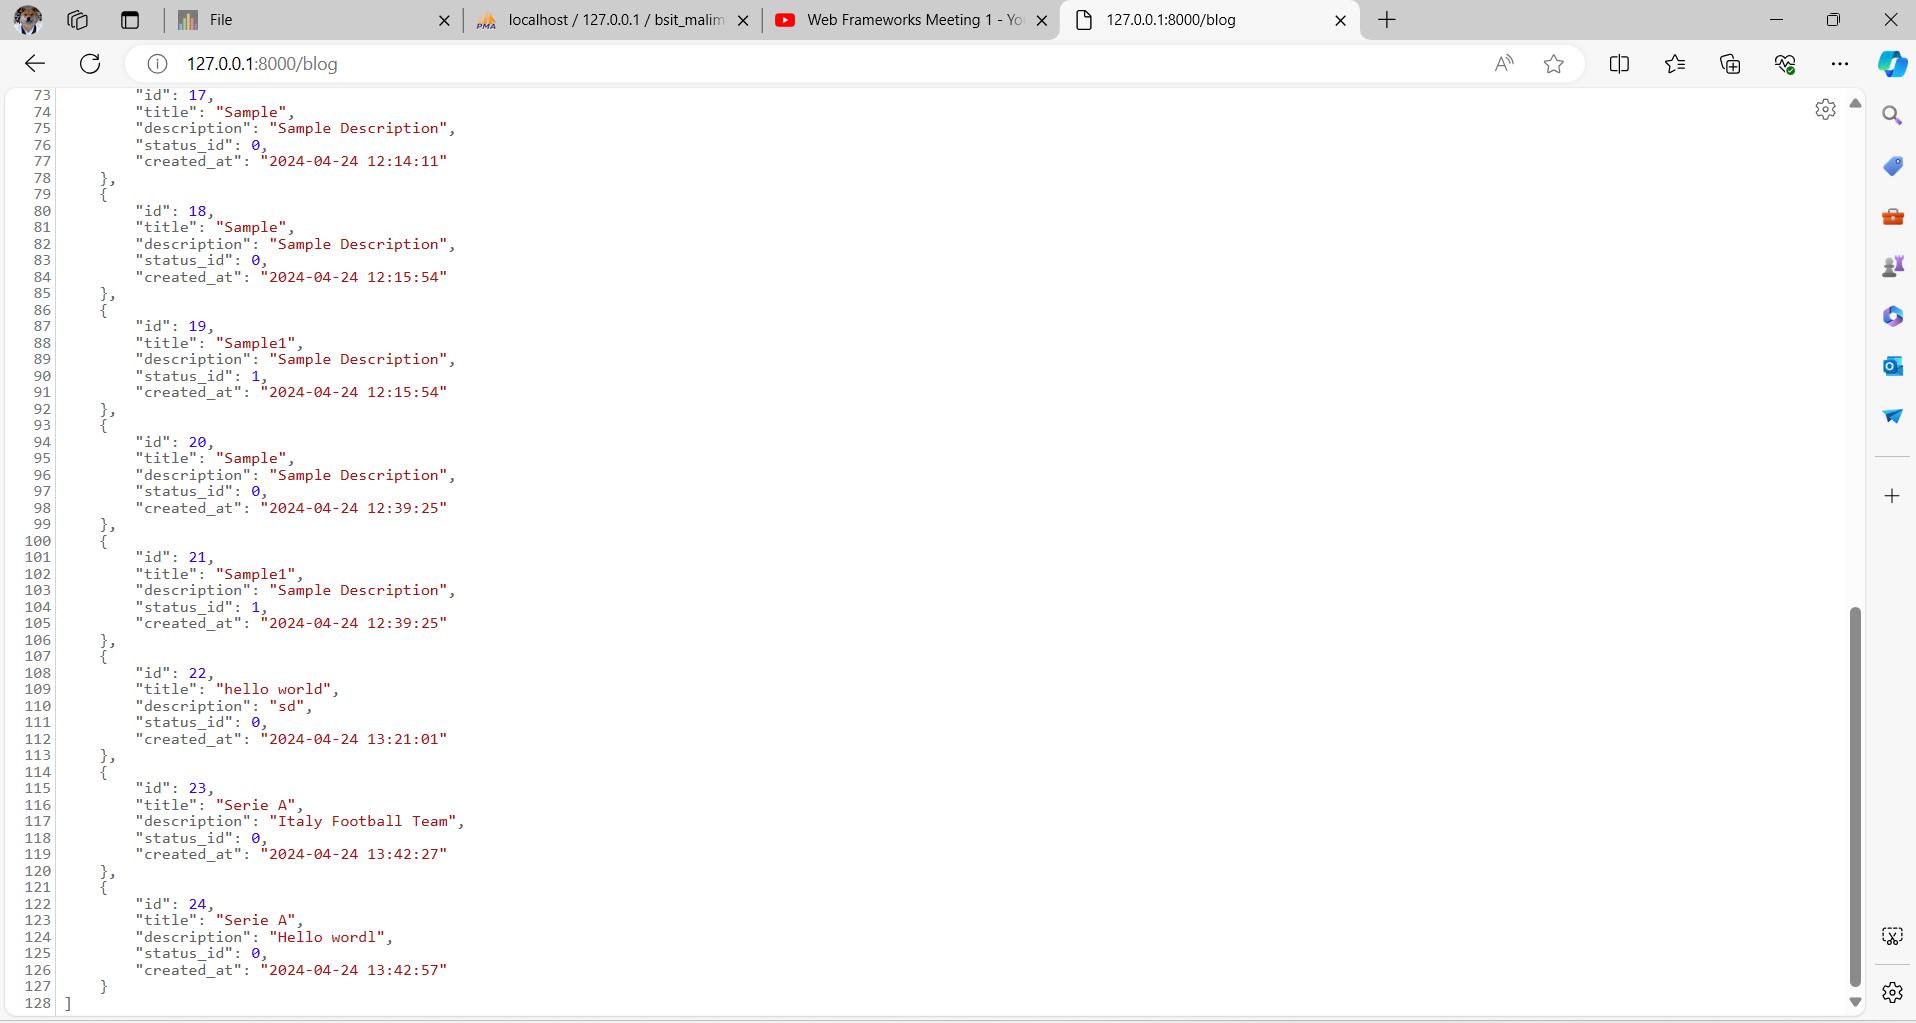 File
localhost / 127.0.0.1 / bsit_malim
Web Frameworks Meeting 1 - Yo
127.0.0.1:8000/blog
127.0.0.1:8000/blog
73 "id": 17,
74 "title": "Sample",
75 "description": "Sample Description",
76 "status_id": 0,
77 "created_at": "2024-04-24 12:14:11"
78 },
79 {
80 "id": 18,
81 "title": "Sample",
82 "description": "Sample Description",
83 "status_id": 0,
84 "created_at": "2024-04-24 12:15:54"
85 },
86 {
87 "id": 19,
88 "title": "Sample1",
89 "description": "Sample Description",
90 "status_id": 1,
91 "created_at": "2024-04-24 12:15:54"
92 },
93 {
94 "id": 20,
95 "title": "Sample",
96 "description": "Sample Description",
97 "status_id": 0,
98 "created_at": "2024-04-24 12:39:25"
99 },
100 {
101 "id": 21,
102 "title": "Sample1",
103 "description": "Sample Description",
104 "status_id": 1,
105 "created_at": "2024-04-24 12:39:25"
106 },
107 {
108 "id": 22,
109 "title": "hello world",
110 "description": "sd",
111 "status_id": 0,
112 "created_at": "2024-04-24 13:21:01"
113 },
114 {
115 "id": 23,
116 "title": "Serie A",
117 "description": "Italy Football Team",
118 "status_id": 0,
119 "created_at": "2024-04-24 13:42:27"
120 },
121 {
122 "id": 24,
123 "title": "Serie A",
124 "description": "Hello wordl",
125 "status_id": 0,
126 "created_at": "2024-04-24 13:42:57"
127 }
128 ]